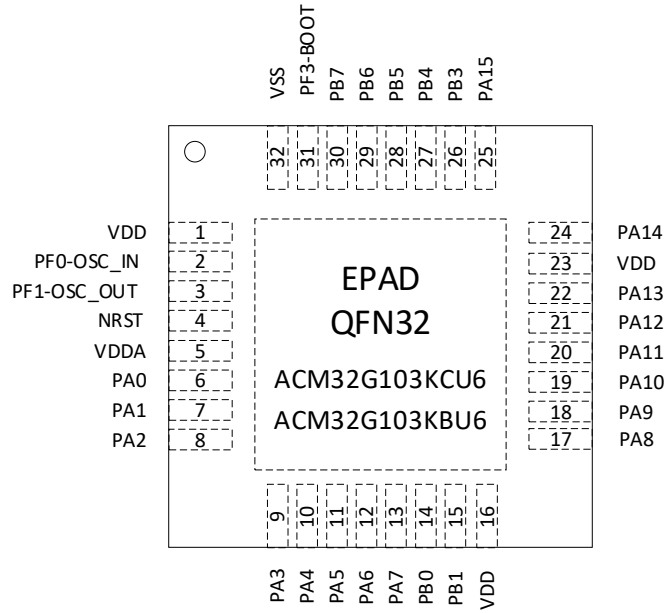 VSS
PF3-BOOT
PB7
PB6
PB5
PB4
PB3
PA15
32
31
30
29
28
27
26
25
VDD 1
PF0-OSC_IN 2
PF1-OSC_OUT 3
NRST 4
VDDA 5
PA0 6
PA1 7
PA2 8
EPAD
QFN32
ACM32G103KCU6
ACM32G103KBU6
24 PA14
23 VDD
22 PA13
21 PA12
20 PA11
19 PA10
18 PA9
17 PA8
9
10
11
12
13
14
15
16
PA3
PA4
PA5
PA6
PA7
PB0
PB1
VDD